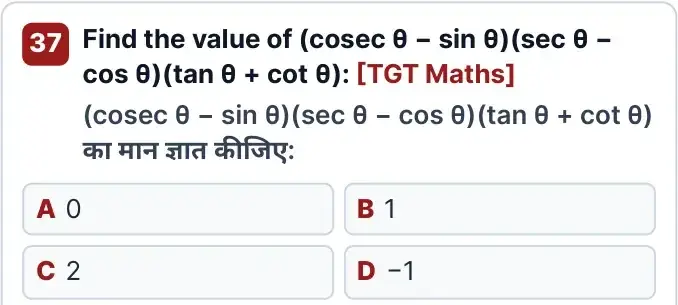 37 Find the value of (cosec θ – sin θ)(sec θ –
cos θ)(tan θ + cot θ): [TGT Maths]
(cosec θ – sin θ)(sec θ – cos θ)(tan θ + cot θ)
का मान ज्ञात कीजिए:
A 0
B 1
C 2
D –1